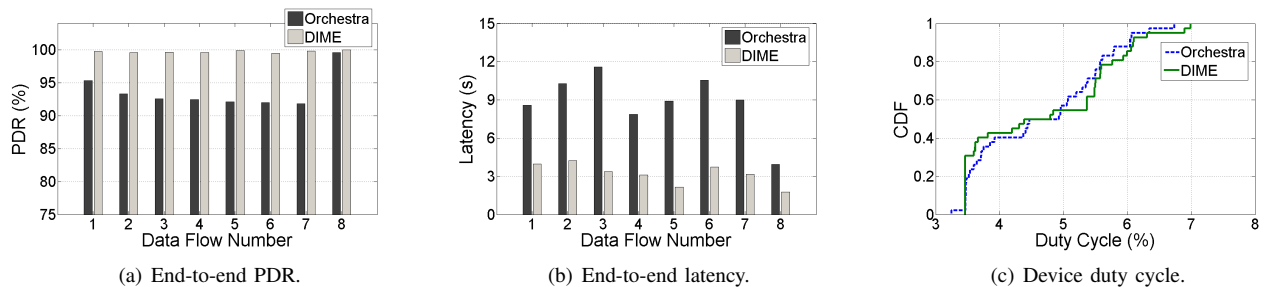 Orchestra
DIME
PDR (%)
100
95
90
85
80
75
1 2 3 4 5 6 7 8
Data Flow Number
(a) End-to-end PDR.
Orchestra
DIME
Latency (s)
15
12
9
6
3
0
1 2 3 4 5 6 7 8
Data Flow Number
(b) End-to-end latency.
Orchestra
DIME
CDF
1
0.8
0.6
0.4
0.2
0
3 4 5 6 7 8
Duty Cycle (%)
(c) Device duty cycle.